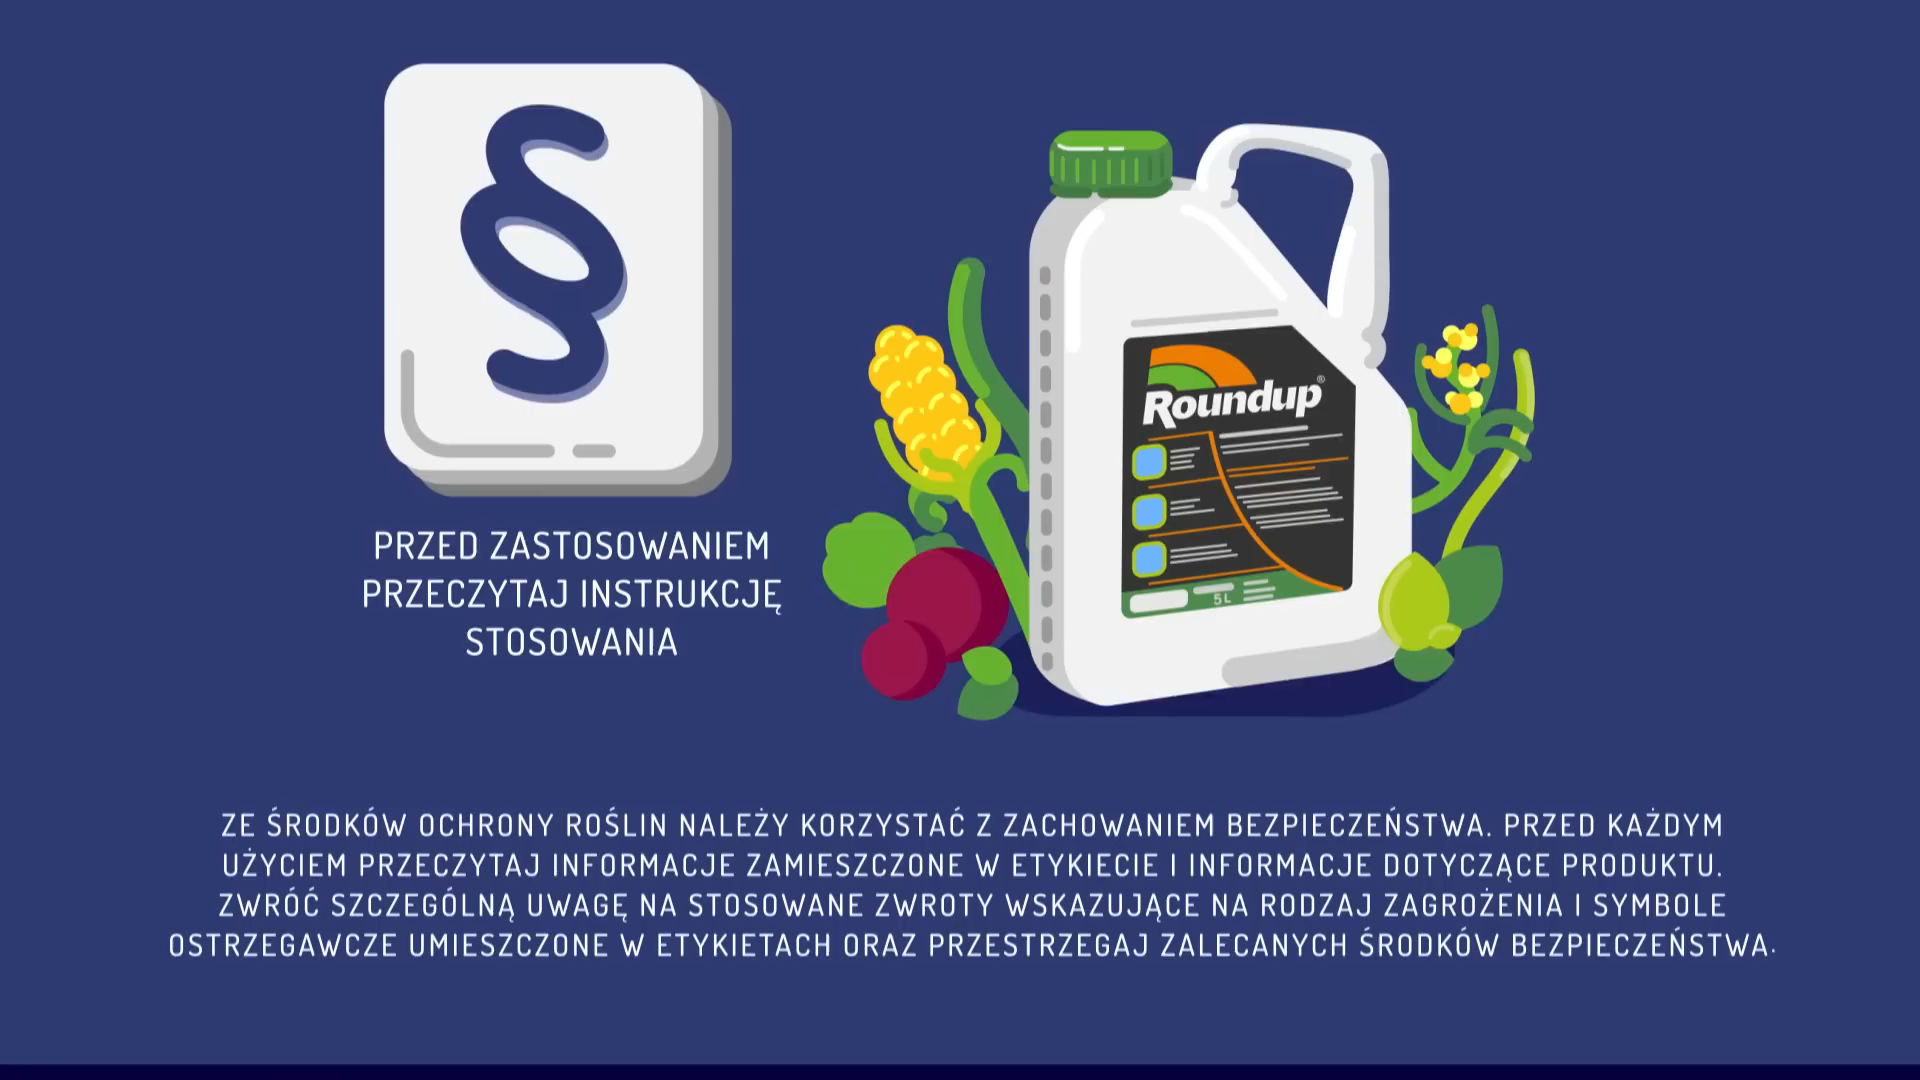 §
PRZED ZASTOSOWANIEM
PRZECZYTAJ INSTRUKCJĘ
STOSOWANIA
Roundup®
5L
ZE ŚRODKÓW OCHRONY ROŚLIN NALEŻY KORZYSTAĆ Z ZACHOWANIEM BEZPIECZEŃSTWA. PRZED KAŻDYM
UŻYCIEM PRZECZYTAJ INFORMACJE ZAMIESZCZONE W ETYKIECIE I INFORMACJE DOTYCZĄCE PRODUKTU.
ZWRÓĆ SZCZEGÓLNĄ UWAGĘ NA STOSOWANE ZWROTY WSKAZUJĄCE NA RODZAJ ZAGROŻENIA I SYMBOLE
OSTRZEGAWCZE UMIESZCZONE W ETYKIETACH ORAZ PRZESTRZEGAJ ZALECANYCH ŚRODKÓW BEZPIECZEŃSTWA.